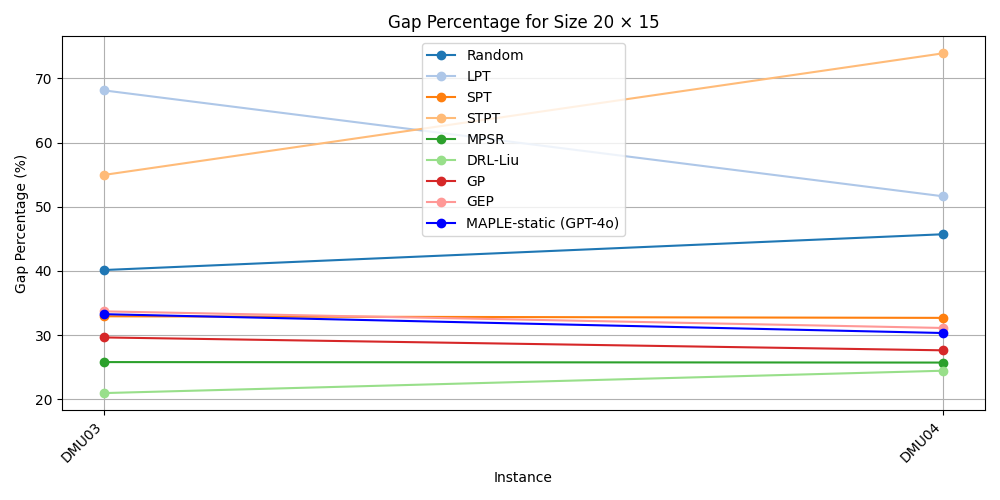 Gap Percentage for Size 20 × 15
Gap Percentage (%)
70
60
50
40
30
20
Random
LPT
SPT
STPT
MPSR
DRL-Liu
GP
GEP
MAPLE-static (GPT-4o)
DMU03
DMU04
Instance